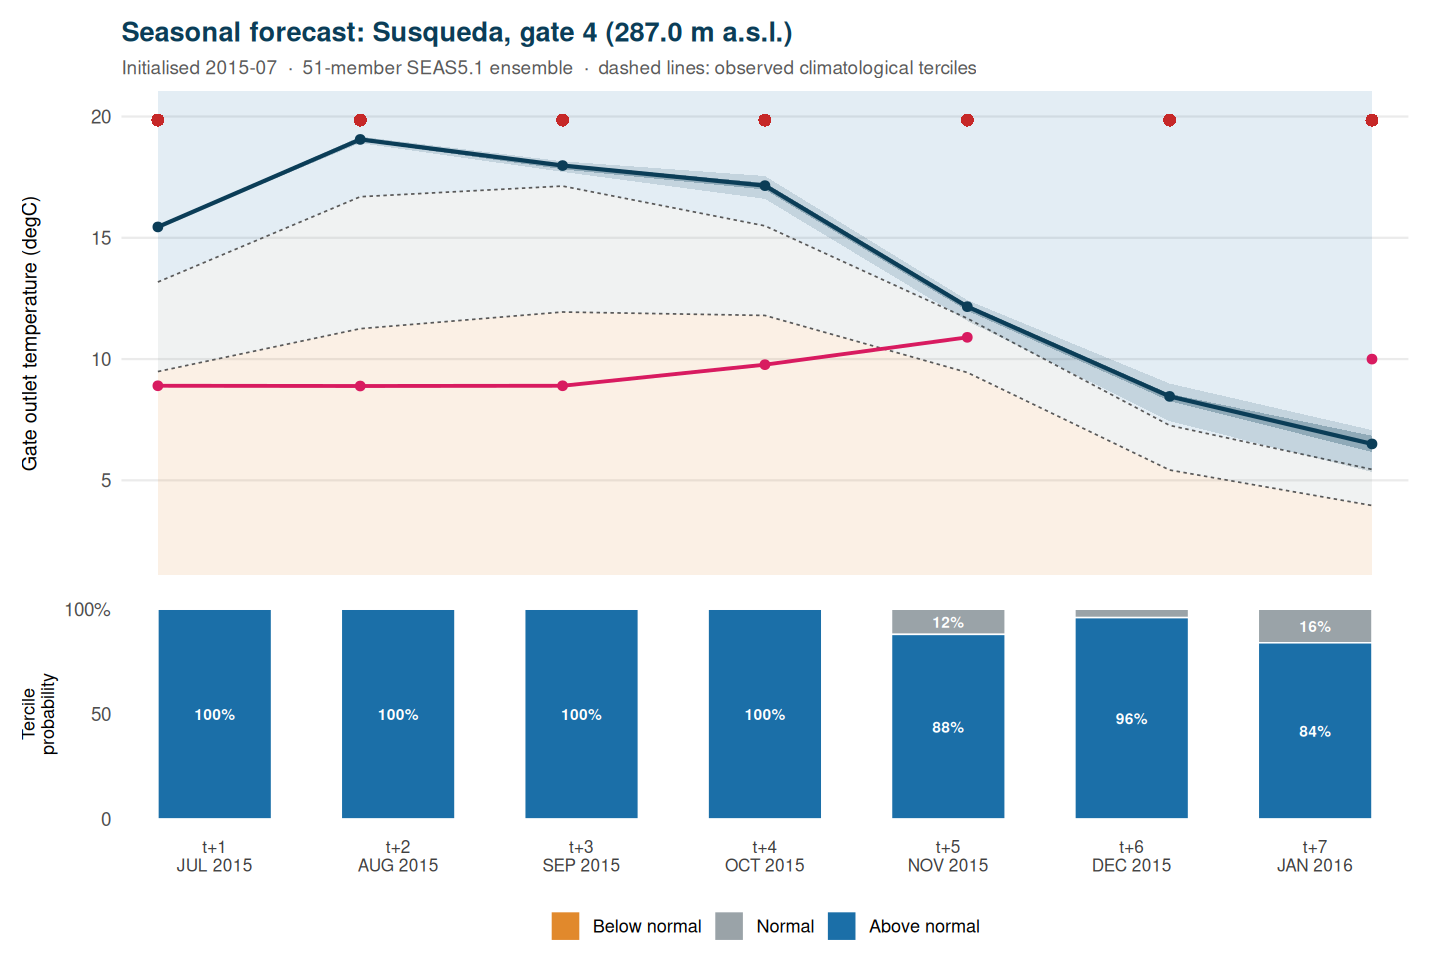 Seasonal forecast: Susqueda, gate 4 (287.0 m a.s.l.)
Initialised 2015-07 · 51-member SEAS5.1 ensemble · dashed lines: observed climatological terciles
Gate outlet temperature (degC)
20
15
10
5
Tercile
probability
100%
50
0
100%
100%
100%
100%
12%
88%
96%
16%
84%
t+1
JUL 2015
t+2
AUG 2015
t+3
SEP 2015
t+4
OCT 2015
t+5
NOV 2015
t+6
DEC 2015
t+7
JAN 2016
Below normal
Normal
Above normal